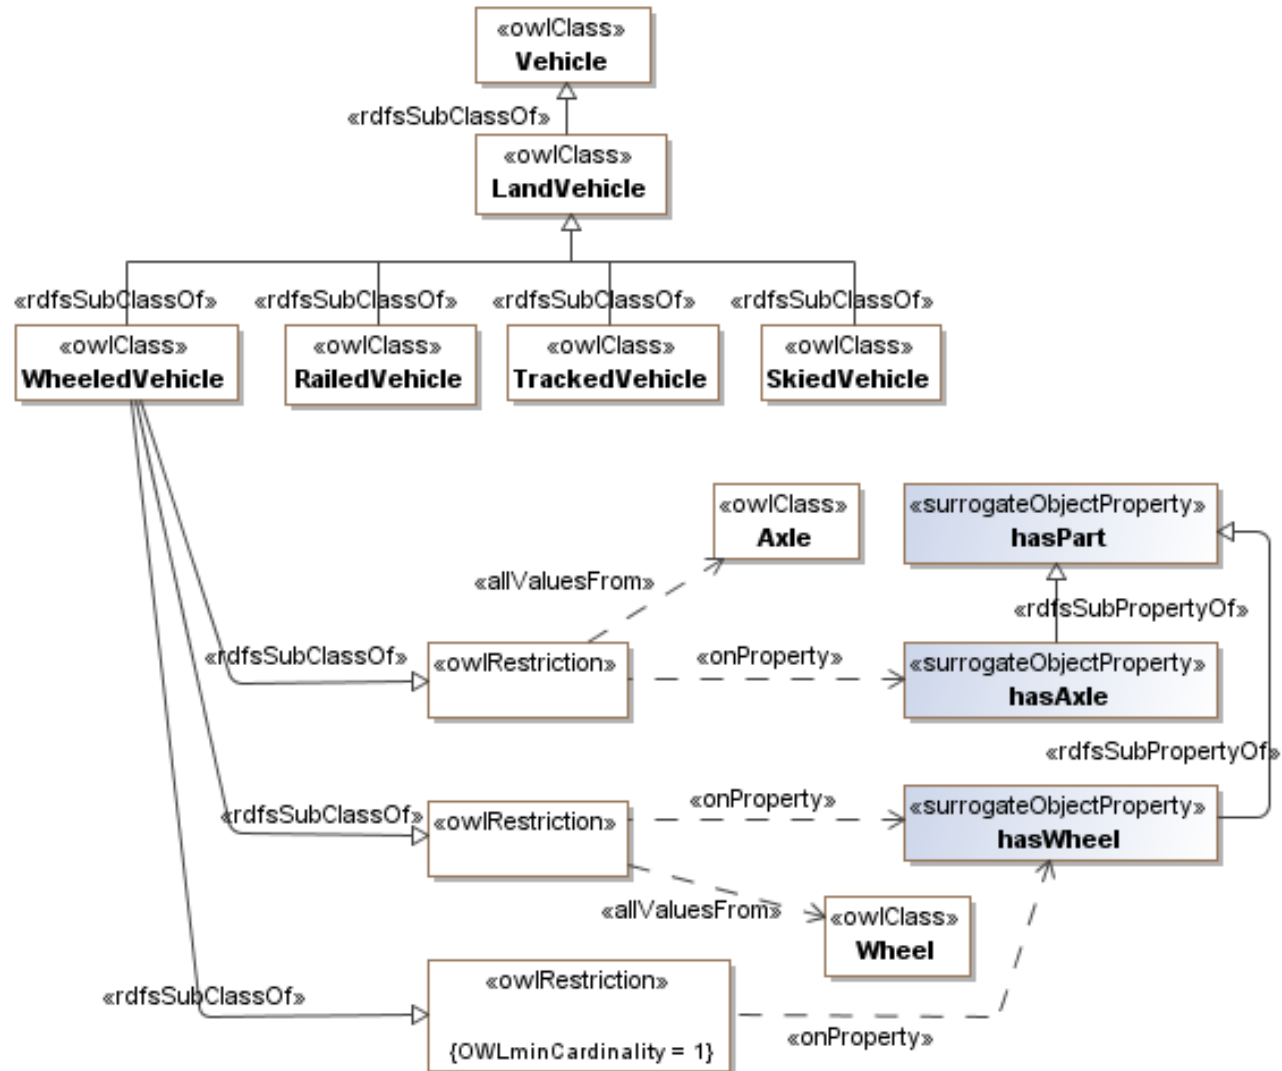 «owlClass»
Vehicle
«rdfsSubClassOf»
«owlClass»
LandVehicle
«rdfsSubClassOf» «rdfsSubClassOf» «rdfsSubClassOf» «rdfsSubClassOf»
«owlClass» «owlClass» «owlClass» «owlClass»
WheeledVehicle RailedVehicle TrackedVehicle SkiedVehicle
«owlClass»
Axle
«surrogateObjectProperty»
hasPart
«allValuesFrom»
«rdfsSubPropertyOf»
«rdfsSubClassOf»
«owlRestriction»
«onProperty»
«surrogateObjectProperty»
hasAxle
«rdfsSubPropertyOf»
«rdfsSubClassOf»
«owlRestriction»
«onProperty»
«surrogateObjectProperty»
hasWheel
«allValuesFrom»
«owlClass»
Wheel
«rdfsSubClassOf»
«owlRestriction»
{OWLminCardinality = 1}
«onProperty»